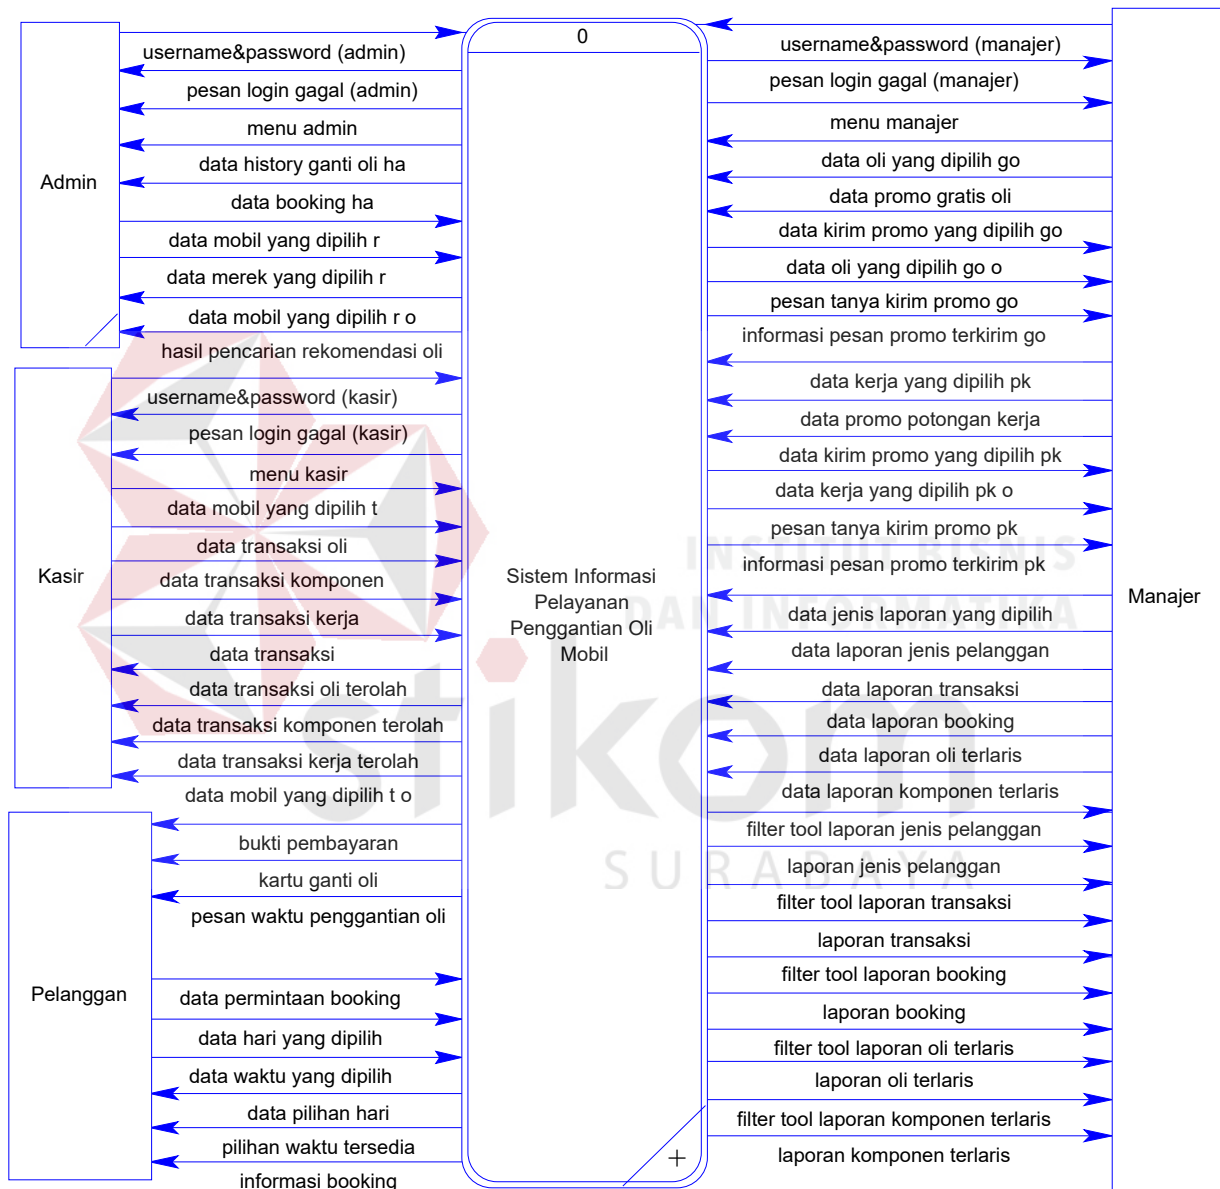 0
username&password (admin)
pesan login gagal (admin)
menu admin
data history ganti oli ha
data booking ha
data mobil yang dipilih r
data merek yang dipilih r
data mobil yang dipilih r o
hasil pencarian rekomendasi oli
Admin
username&password (kasir)
pesan login gagal (kasir)
menu kasir
data mobil yang dipilih t
data transaksi oli
data transaksi komponen
data transaksi kerja
data transaksi
data transaksi oli terolah
data transaksi komponen terolah
data transaksi kerja terolah
data mobil yang dipilih t o
Kasir
bukti pembayaran
kartu ganti oli
pesan waktu penggantian oli
data permintaan booking
data hari yang dipilih
data waktu yang dipilih
data pilihan hari
pilihan waktu tersedia
informasi booking
Pelanggan
Sistem Informasi
Pelayanan
Penggantian Oli
Mobil
username&password (manajer)
pesan login gagal (manajer)
menu manajer
data oli yang dipilih go
data promo gratis oli
data kirim promo yang dipilih go
data oli yang dipilih go o
pesan tanya kirim promo go
informasi pesan promo terkirim go
data kerja yang dipilih pk
data promo potongan kerja
data kirim promo yang dipilih pk
data kerja yang dipilih pk o
pesan tanya kirim promo pk
informasi pesan promo terkirim pk
data jenis laporan yang dipilih
data laporan jenis pelanggan
data laporan transaksi
data laporan booking
data laporan oli terlaris
data laporan komponen terlaris
filter tool laporan jenis pelanggan
laporan jenis pelanggan
filter tool laporan transaksi
laporan transaksi
filter tool laporan booking
laporan booking
filter tool laporan oli terlaris
laporan oli terlaris
filter tool laporan komponen terlaris
laporan komponen terlaris
Manajer
INSTITUT BISNIS
DAN INFORMATIKA
stikom
SURABAYA